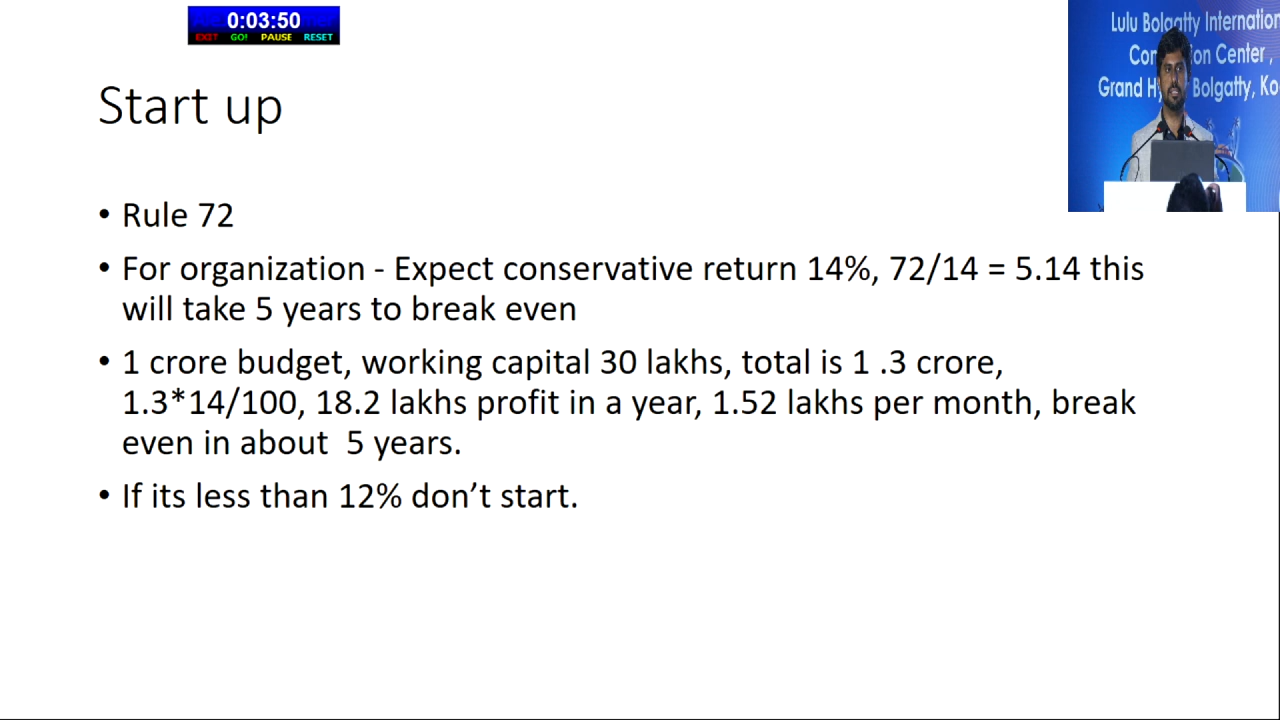 0:03:50
EXIT GO! PAUSE RESET
Lulu Bolgatty Internation
Con ion Center ,
Grand H Bolgatty, Ko
Start up
• Rule 72
• For organization - Expect conservative return 14%, 72/14 = 5.14 this
will take 5 years to break even
• 1 crore budget, working capital 30 lakhs, total is 1 .3 crore,
1.3*14/100, 18.2 lakhs profit in a year, 1.52 lakhs per month, break
even in about  5 years.
• If its less than 12% don’t start.